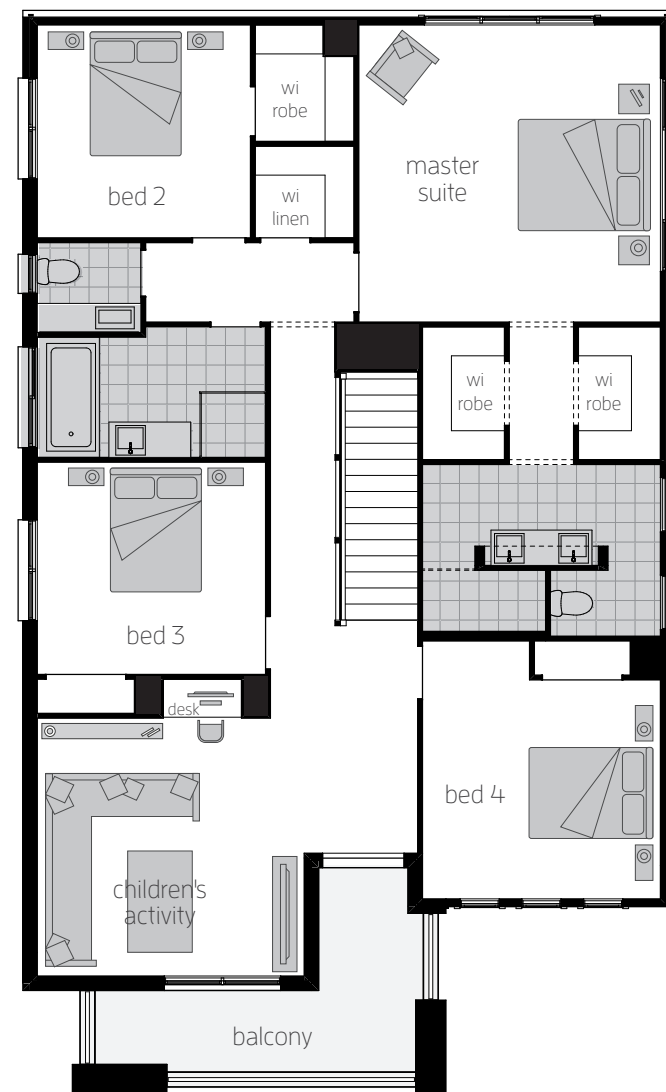 wi
robe
bed 2
master
suite
wi
linen
wi
robe
wi
robe
bed 3
desk
bed 4
children's
activity
balcony